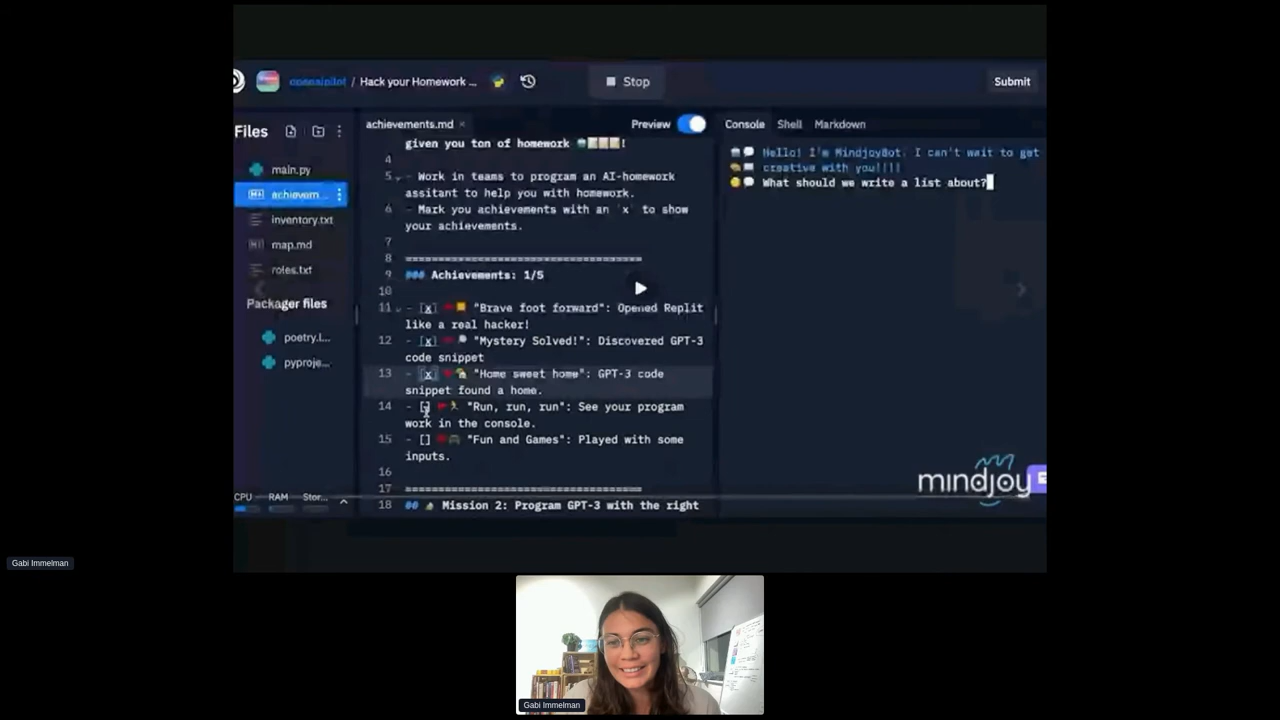 openaipilot / Hack your Homework ...
Stop
Submit
Files
main.py
achievem...
inventory.txt
map.md
roles.txt
Packager files
poetry.l...
pyproje...
CPU RAM Stor...
achievements.md ×
Preview
given you ton of homework !
4
5 - Work in teams to program an AI-homework
assitant to help you with homework.
6 - Mark you achievements with an `x` to show
your achievements.
7
8 ====================================
9 ### Achievements: 1/5
10
11 - [x] "Brave foot forward": Opened Replit
like a real hacker!
12 - [x] "Mystery Solved!": Discovered GPT-3
code snippet
13 - [x] "Home sweet home": GPT-3 code
snippet found a home.
14 - [] "Run, run, run": See your program
work in the console.
15 - [] "Fun and Games": Played with some
inputs.
16
17 ====================================
18 ## Mission 2: Program GPT-3 with the right
Console Shell Markdown
Hello! I'm MindjoyBot. I can't wait to get
creative with you!!!!
What should we write a list about?
mindjoy
Gabi Immelman
Gabi Immelman